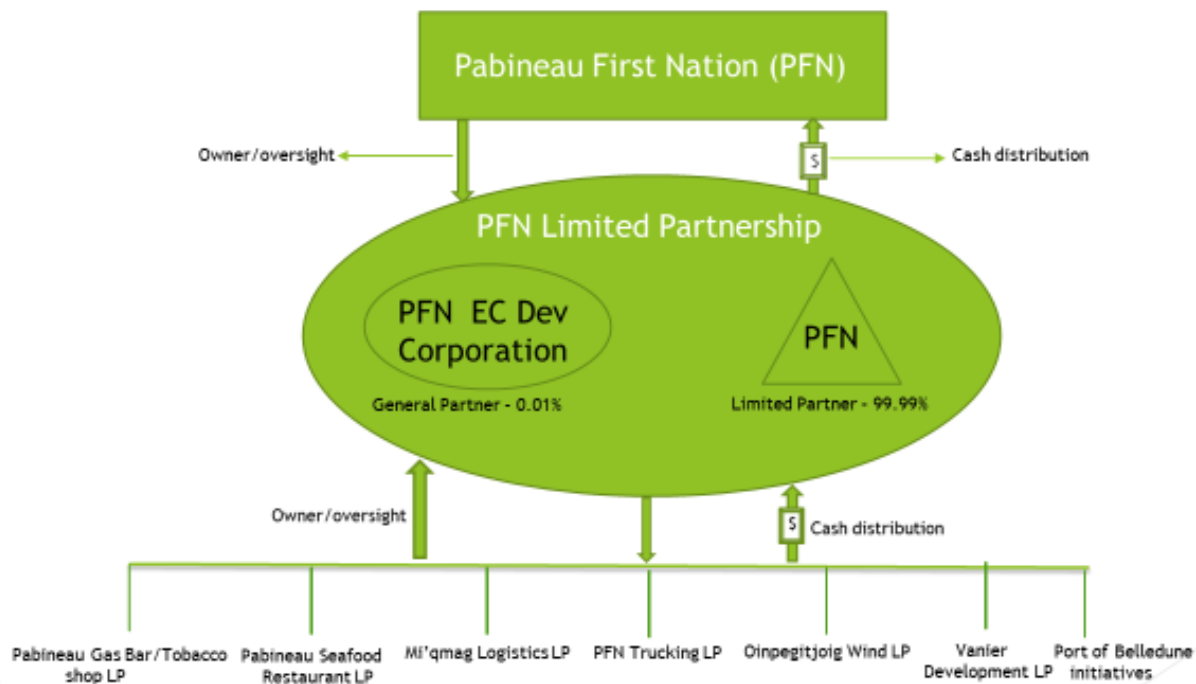 Pabineau First Nation (PFN)
Owner/oversight
$
Cash distribution
PFN Limited Partnership
PFN EC Dev
Corporation
PFN
General Partner - 0.01%
Limited Partner - 99.99%
Owner/oversight
$
Cash distribution
Pabineau Gas Bar/Tobacco
shop LP
Pabineau Seafood
Restaurant LP
Mi'qmag Logistics LP
PFN Trucking LP
Oinpegitjoig Wind LP
Vanier
Development LP
Port of Belledune
initiatives